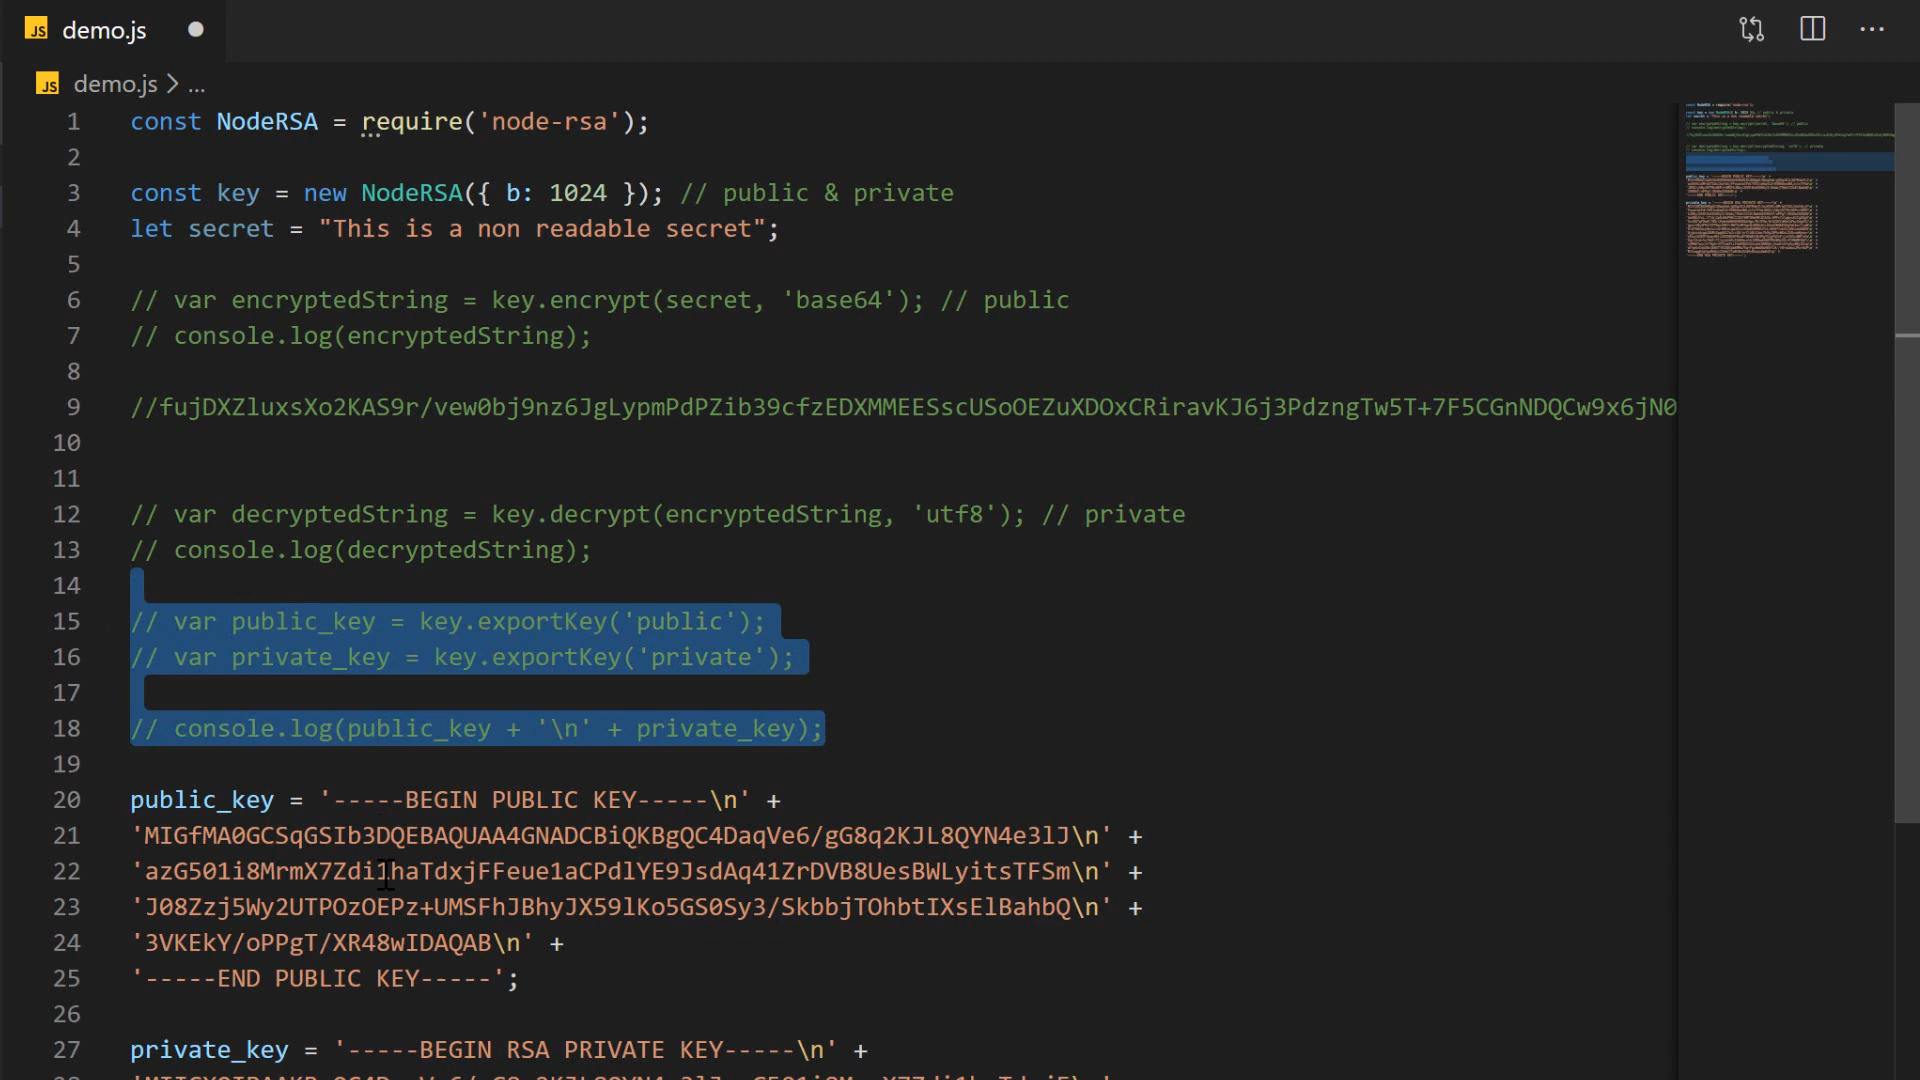 JS demo.js
JS demo.js > ...
1 const NodeRSA = require('node-rsa');
2
3 const key = new NodeRSA({ b: 1024 }); // public & private
4 let secret = "This is a non readable secret";
5
6 // var encryptedString = key.encrypt(secret, 'base64'); // public
7 // console.log(encryptedString);
8
9 //fujDXZluxsXo2KAS9r/vew0bj9nz6JgLypmPdPZib39cfzEDXMMEESscUSoOEZuXDOxCRiravKJ6j3PdzngTw5T+7F5CGnNDQCw9x6jN0
10
11
12 // var decryptedString = key.decrypt(encryptedString, 'utf8'); // private
13 // console.log(decryptedString);
14
15 // var public_key = key.exportKey('public');
16 // var private_key = key.exportKey('private');
17
18 // console.log(public_key + '\n' + private_key);
19
20 public_key = '-----BEGIN PUBLIC KEY-----\n' +
21 'MIGfMA0GCSqGSIb3DQEBAQUAA4GNADCBiQKBgQC4DaqVe6/gG8q2KJL8QYN4e3lJ\n' +
22 'azG501i8MrmX7Zdi1haTdxjFFeue1aCPdlYE9JsdAq41ZrDVB8UesBWLyitsTFSm\n' +
23 'J08Zzj5Wy2UTPOzOEPz+UMSFhJBhyJX59lKo5GS0Sy3/SkbbjTOhbtIXsElBahbQ\n' +
24 '3VKEkY/oPPgT/XR48wIDAQAB\n' +
25 '-----END PUBLIC KEY-----';
26
27 private_key = '-----BEGIN RSA PRIVATE KEY-----\n' +